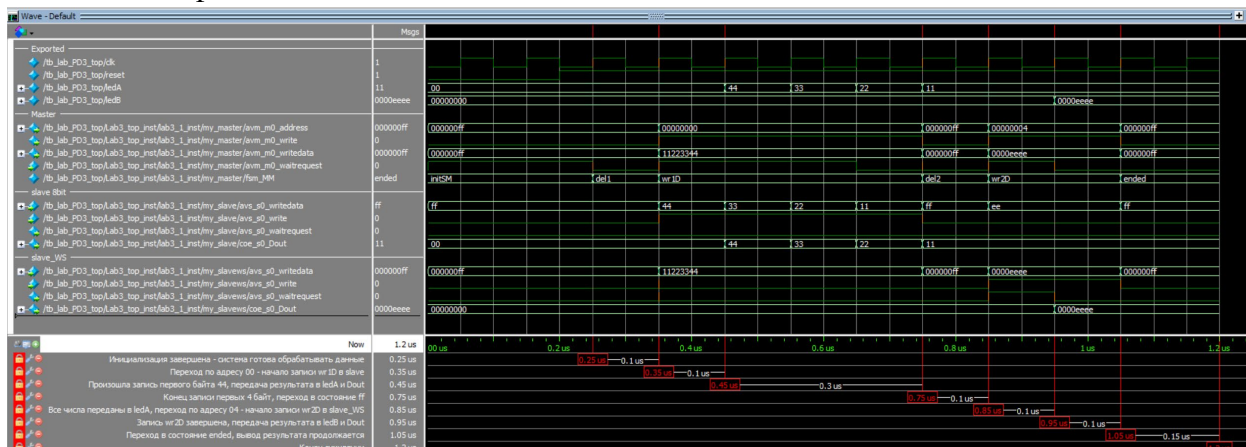 Wave - Default
Msgs
Exported
/tb_lab_PD3_top/clk 1
/tb_lab_PD3_top/reset 1
/tb_lab_PD3_top/ledA 11 00 44 33 22 11
/tb_lab_PD3_top/ledB 0000eeee 00000000 0000eeee
Master
/tb_lab_PD3_top/Lab3_top_inst/lab3_1_inst/my_master/avm_m0_address 000000ff 000000ff 00000000 000000ff 00000004 000000ff
/tb_lab_PD3_top/Lab3_top_inst/lab3_1_inst/my_master/avm_m0_write 0
/tb_lab_PD3_top/Lab3_top_inst/lab3_1_inst/my_master/avm_m0_writedata 000000ff 000000ff 11223344 000000ff 0000eeee 000000ff
/tb_lab_PD3_top/Lab3_top_inst/lab3_1_inst/my_master/avm_m0_waitrequest 0
/tb_lab_PD3_top/Lab3_top_inst/lab3_1_inst/my_master/fsm_MM ended initSM del1 wr1D del2 wr2D ended
slave 8bit
/tb_lab_PD3_top/Lab3_top_inst/lab3_1_inst/my_slave/avs_s0_writedata ff ff 44 33 22 11 ff ee ff
/tb_lab_PD3_top/Lab3_top_inst/lab3_1_inst/my_slave/avs_s0_write 0
/tb_lab_PD3_top/Lab3_top_inst/lab3_1_inst/my_slave/avs_s0_waitrequest 0
/tb_lab_PD3_top/Lab3_top_inst/lab3_1_inst/my_slave/coe_s0_Dout 11 00 44 33 22 11
slave_WS
/tb_lab_PD3_top/Lab3_top_inst/lab3_1_inst/my_slavews/avs_s0_writedata 000000ff 000000ff 11223344 000000ff 0000eeee 000000ff
/tb_lab_PD3_top/Lab3_top_inst/lab3_1_inst/my_slavews/avs_s0_write 0
/tb_lab_PD3_top/Lab3_top_inst/lab3_1_inst/my_slavews/avs_s0_waitrequest 0
/tb_lab_PD3_top/Lab3_top_inst/lab3_1_inst/my_slavews/coe_s0_Dout 0000eeee 00000000 0000eeee
Now 1.2 us 00 us 0.2 us 0.4 us 0.6 us 0.8 us 1 us 1.2 us
Инициализация завершена - система готова обрабатывать данные 0.25 us 0.25 us 0.1 us
Переход по адресу 00 - начало записи wr1D в slave 0.35 us 0.35 us 0.1 us
Произошла запись первого байта 44, передача результата в ledA и Dout 0.45 us 0.45 us 0.3 us
Конец записи первых 4 байт, переход в состояние ff 0.75 us 0.75 us 0.1 us
Все числа переданы в ledA, переход по адресу 04 - начало записи wr2D в slave_WS 0.85 us 0.85 us 0.1 us
Запись wr2D завершена, передача результата в ledB и Dout 0.95 us 0.95 us 0.1 us
Переход в состояние ended, вывод результата продолжается 1.05 us 1.05 us 0.15 us